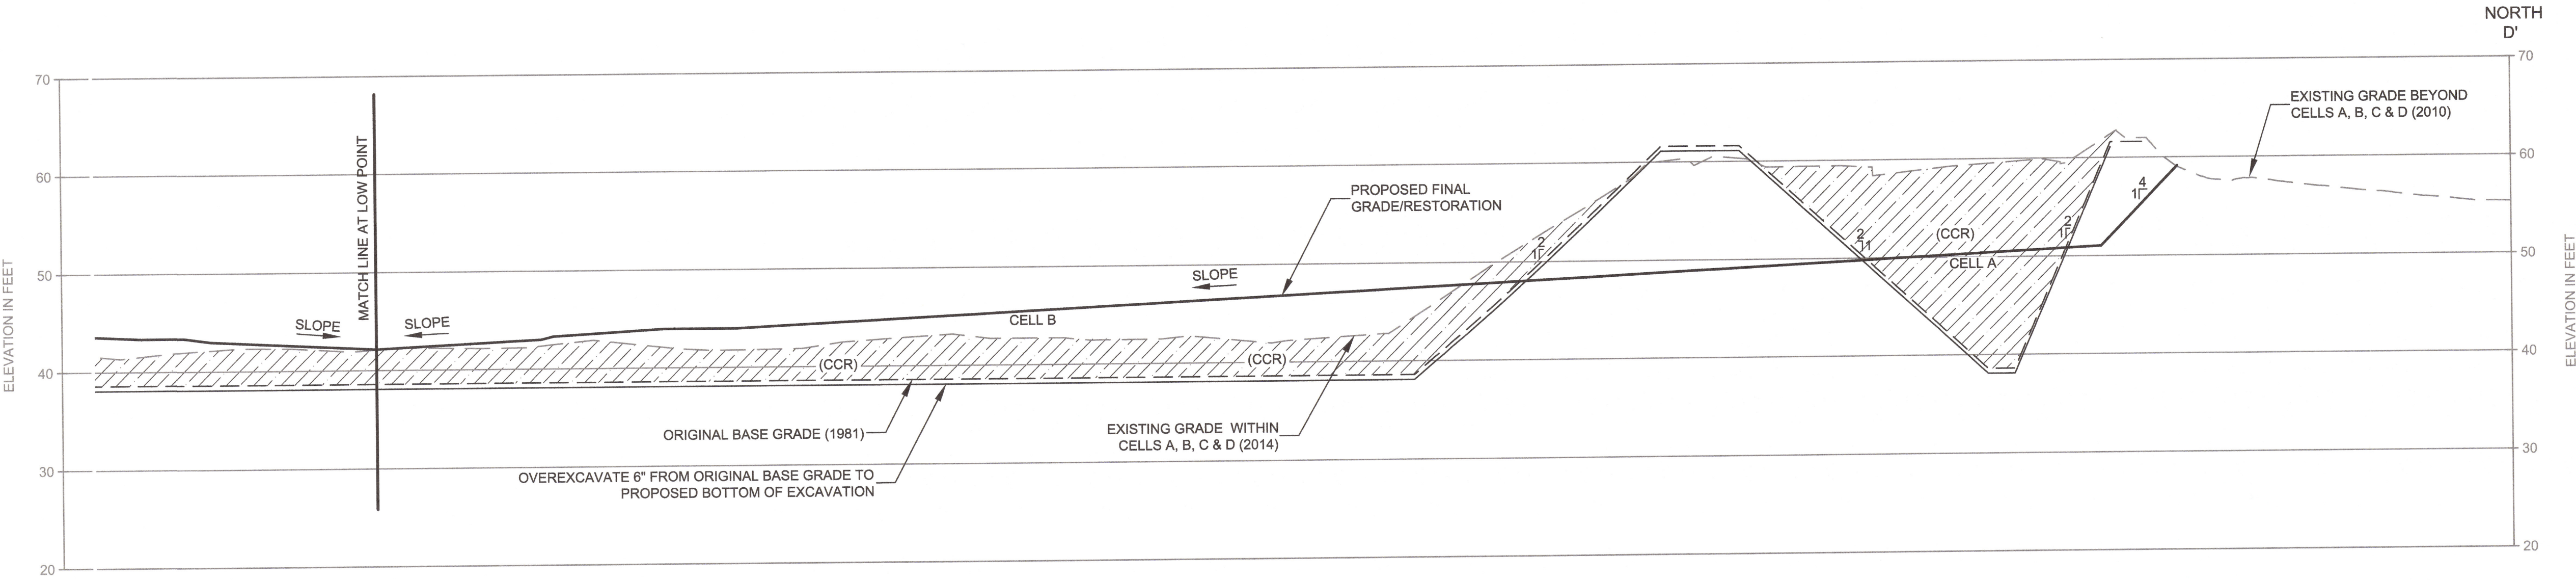 NORTH
D'
70
70
EXISTING GRADE BEYOND
CELLS A, B, C & D (2010)
MATCH LINE AT LOW POINT
60
60
PROPOSED FINAL
GRADE/RESTORATION
4
1
2
1
2
1
2
1
(CCR)
CELL A
50
50
SLOPE
ELEVATION IN FEET
ELEVATION IN FEET
SLOPE
SLOPE
CELL B
(CCR)
(CCR)
40
40
ORIGINAL BASE GRADE (1981)
EXISTING GRADE WITHIN
CELLS A, B, C & D (2014)
30
30
OVEREXCAVATE 6" FROM ORIGINAL BASE GRADE TO
PROPOSED BOTTOM OF EXCAVATION
20
20